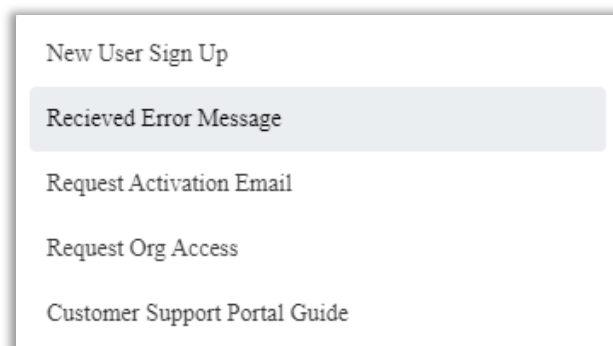 New User Sign Up
Recieved Error Message
Request Activation Email
Request Org Access
Customer Support Portal Guide